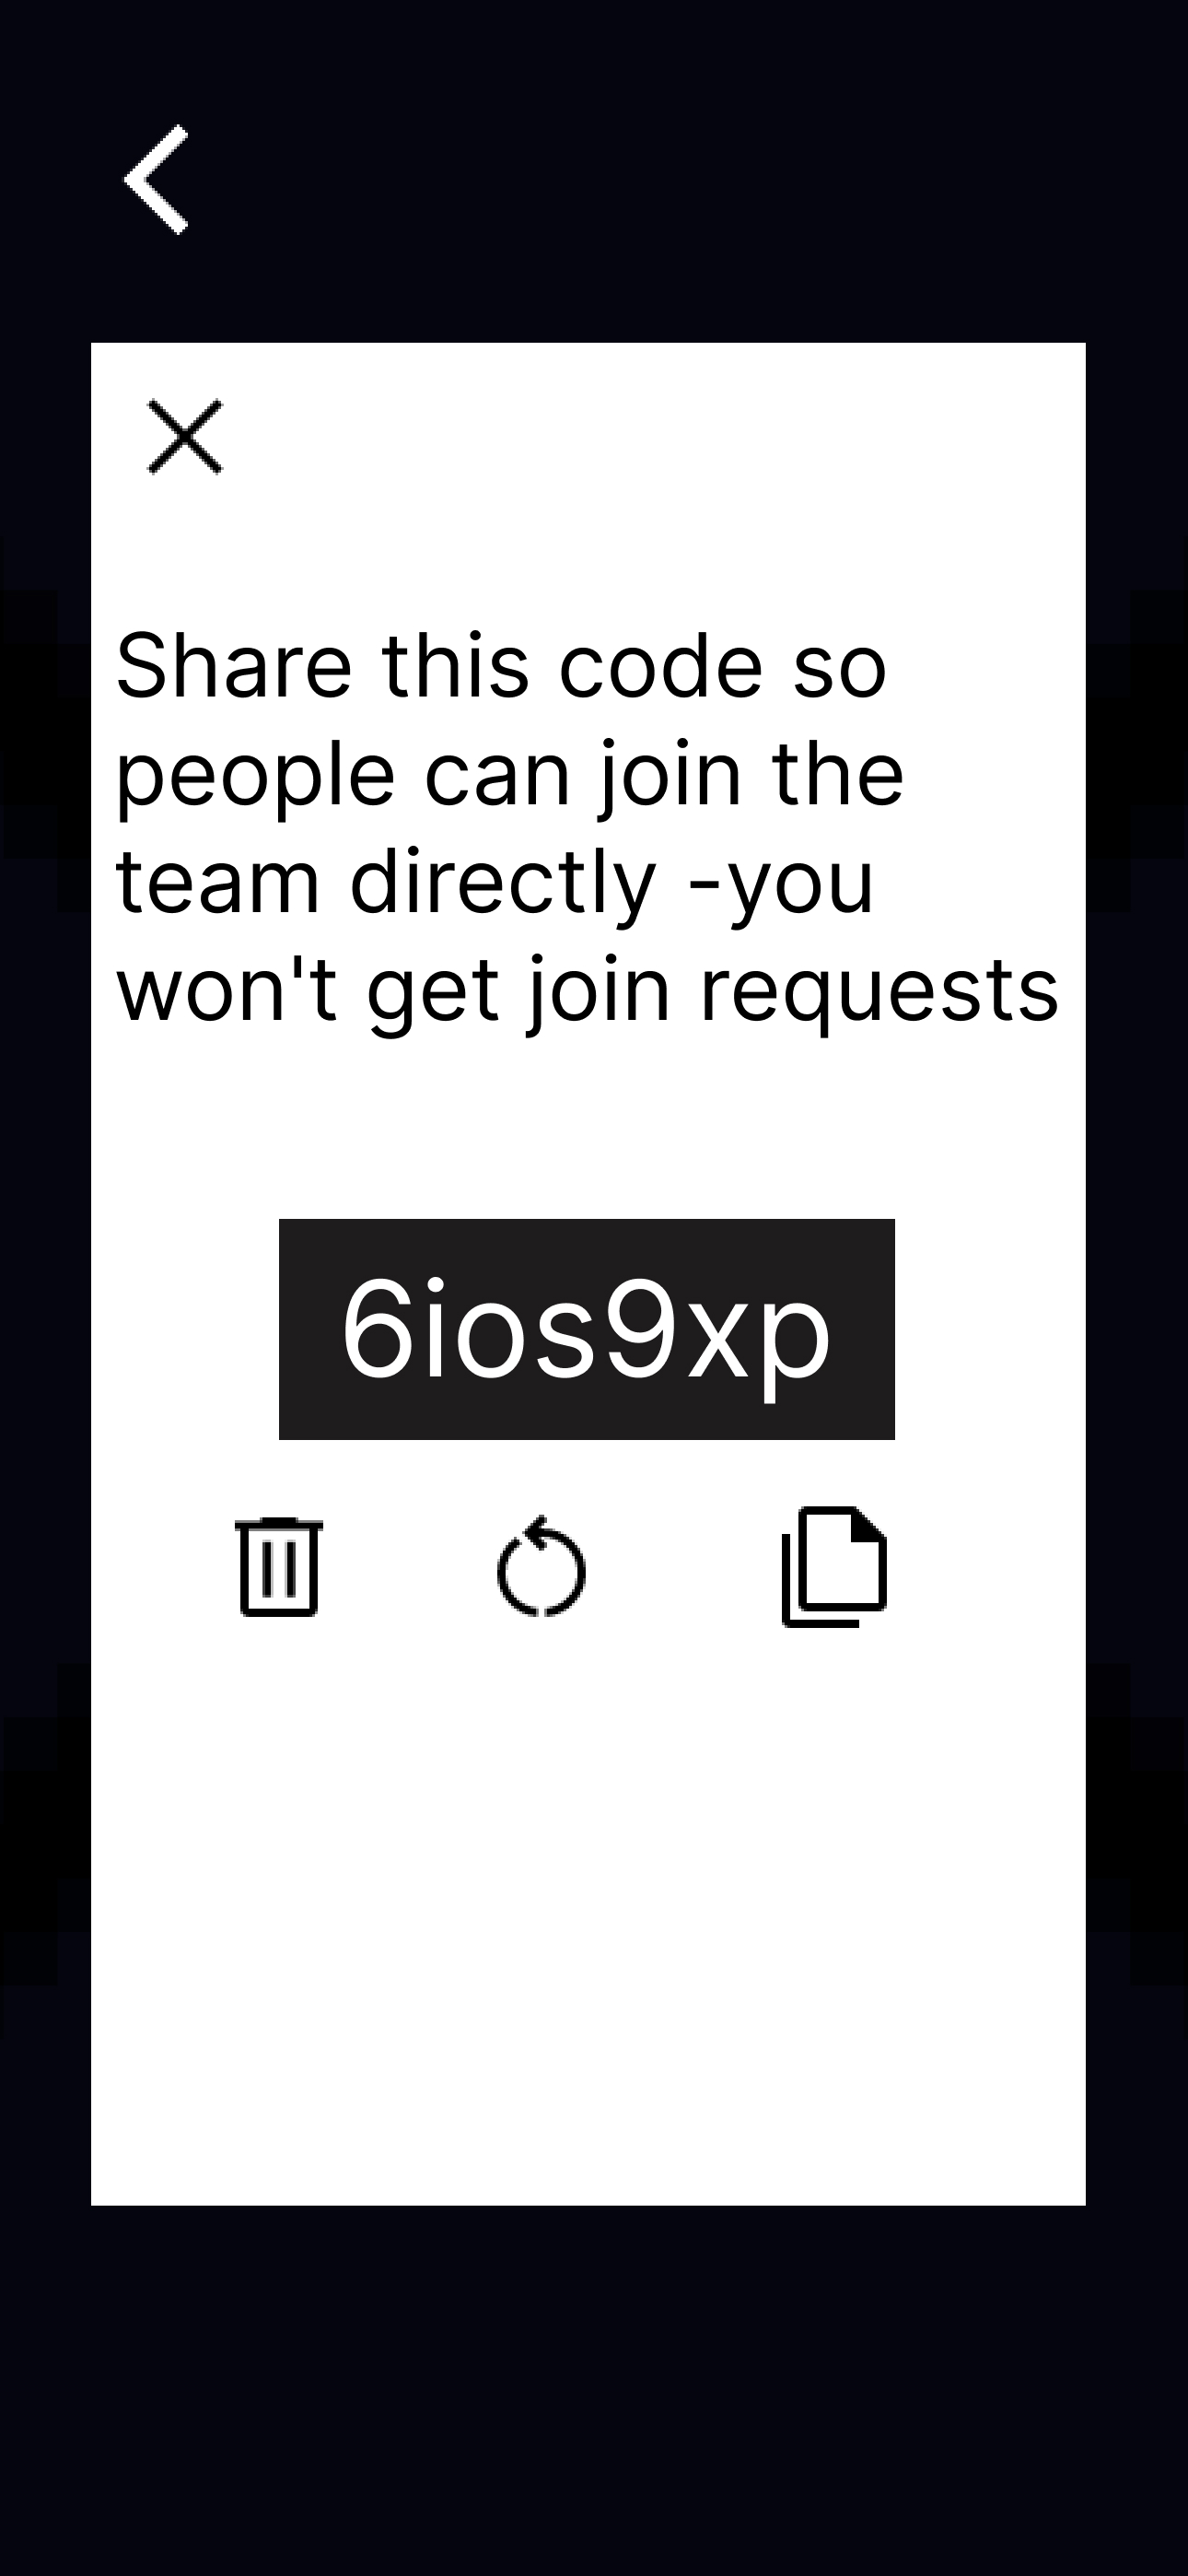 Share this code so
people can join the
team directly -you
won't get join requests
6ios9xp